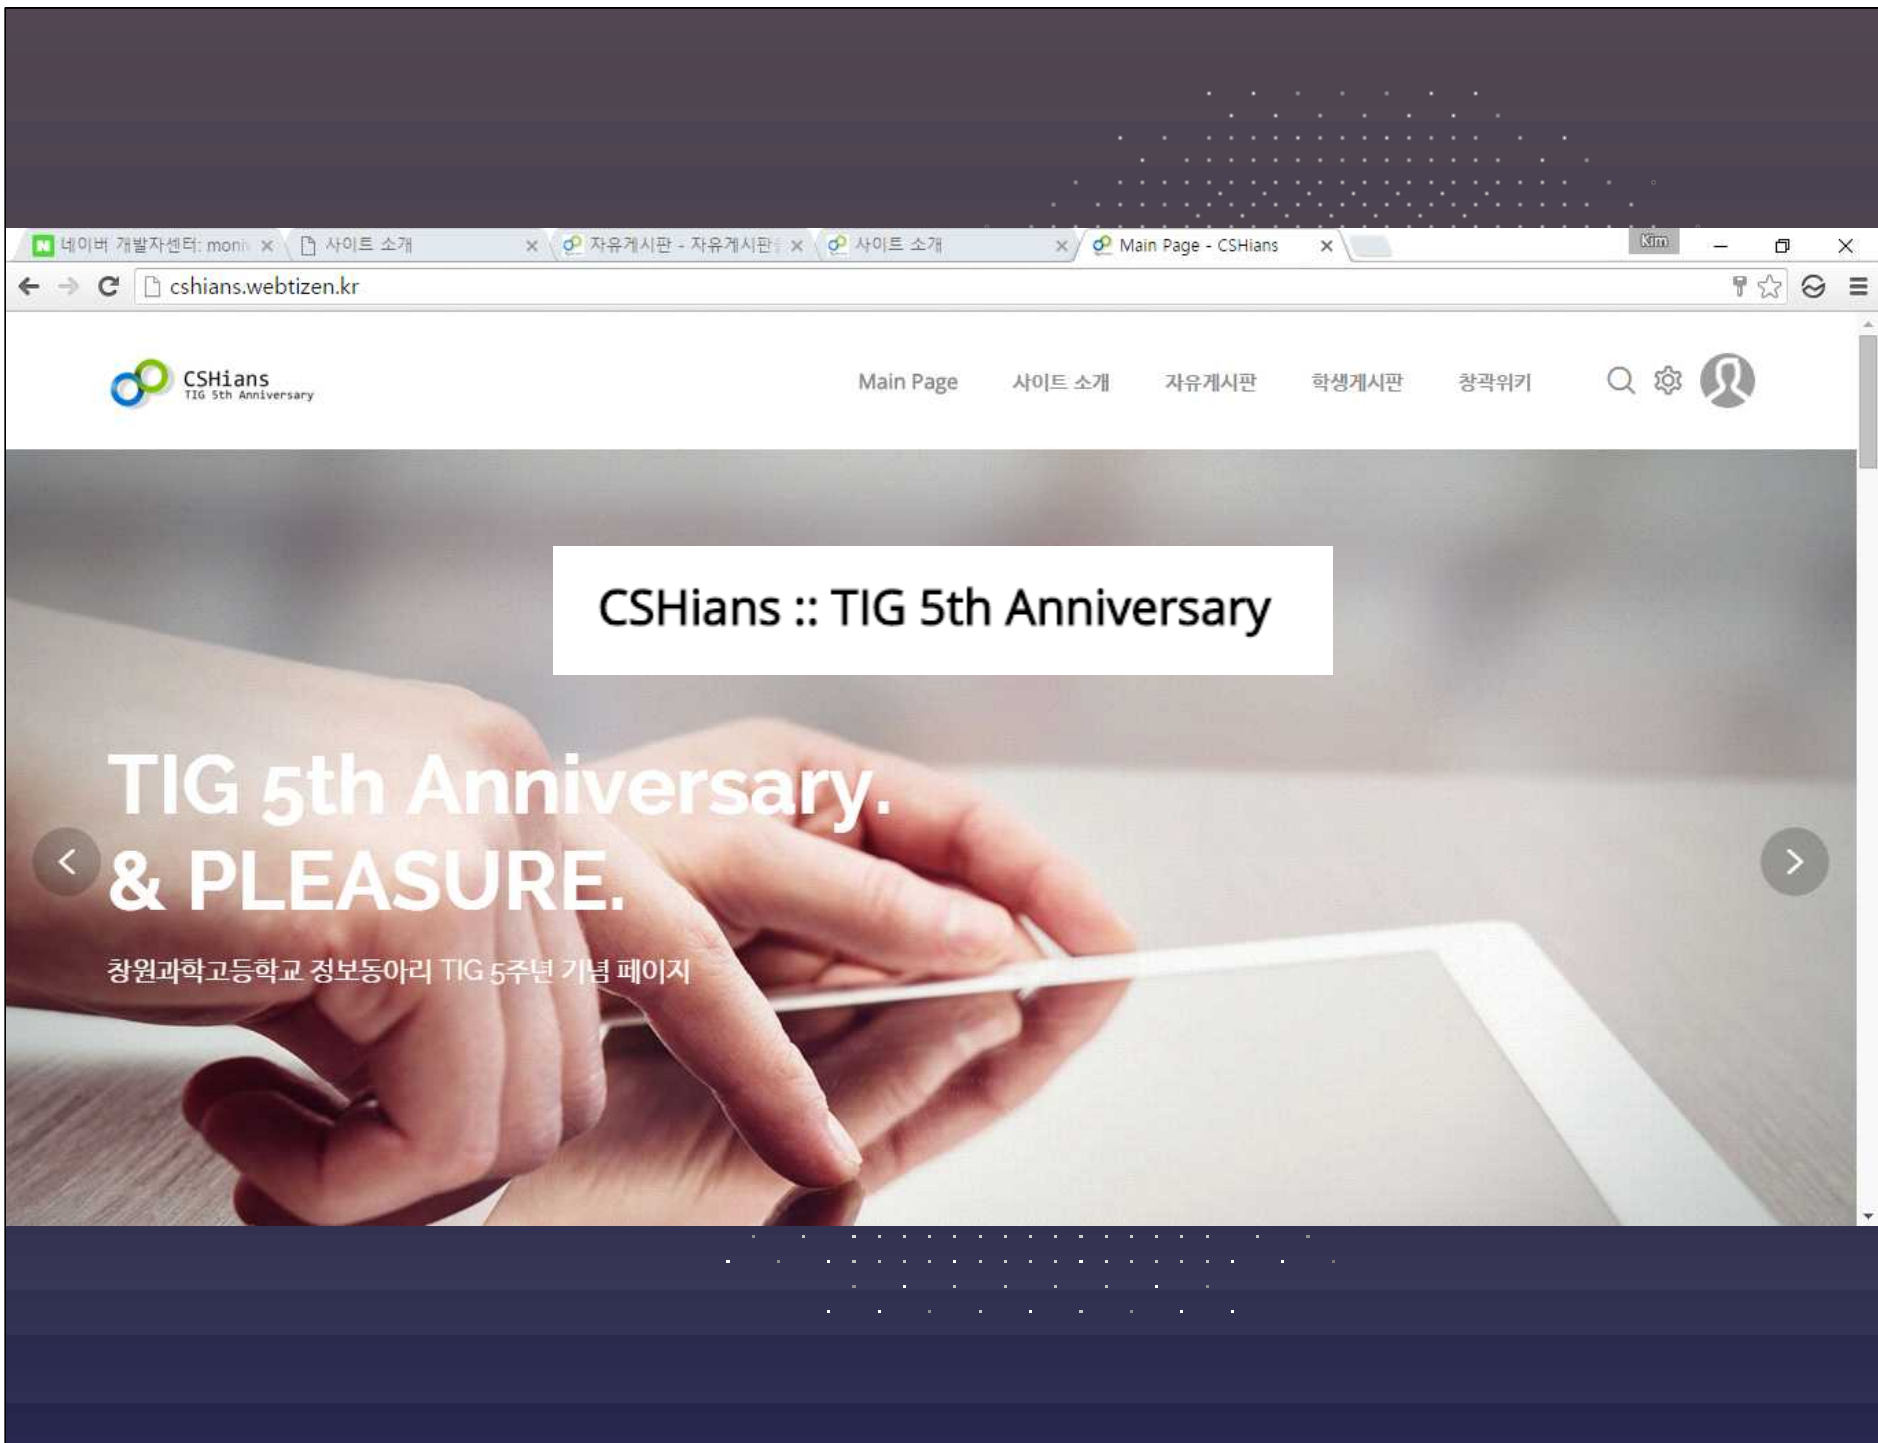 네이버 개발자센터: moni
사이트 소개
자유게시판 - 자유게시판
사이트 소개
Main Page - CSHians
Kim
cshians.webtizen.kr
CSHians
TIG 5th Anniversary
Main Page
사이트 소개
자유게시판
학생게시판
창곽위키
CSHians :: TIG 5th Anniversary
TIG 5th Anniversary.
& PLEASURE.
창원과학고등학교 정보동아리 TIG 5주년 기념 페이지